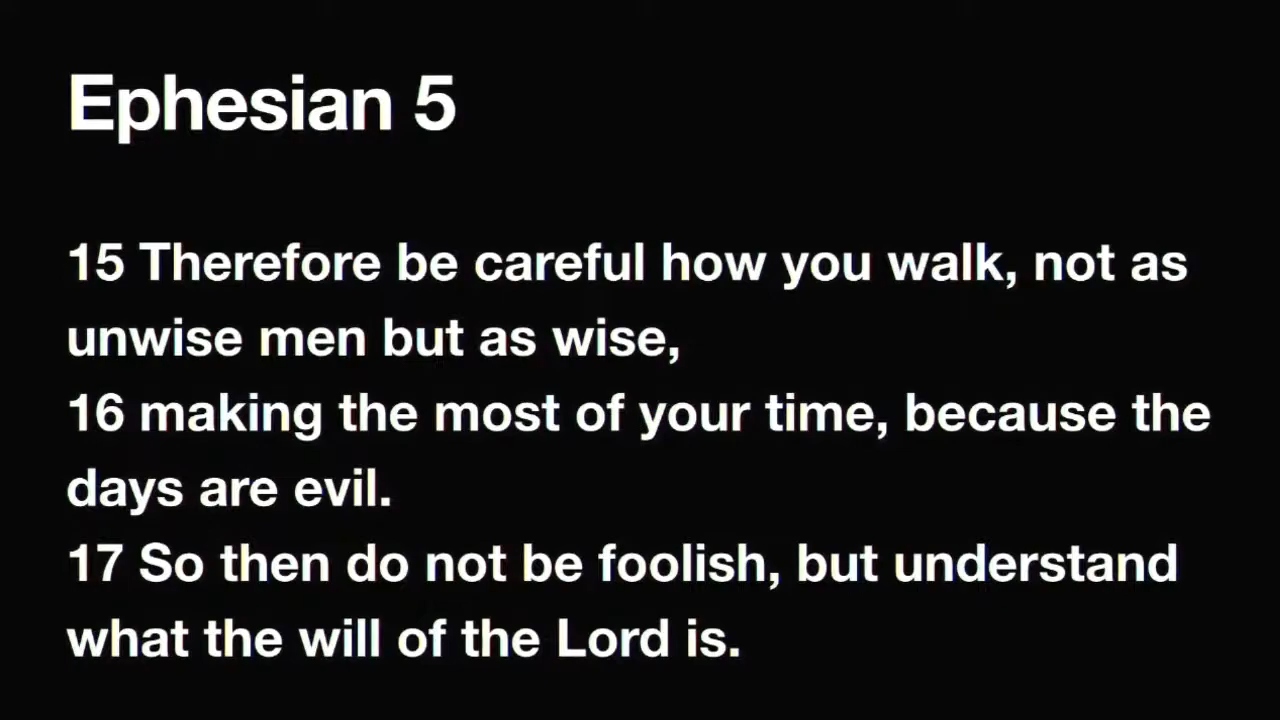 Ephesian 5
15 Therefore be careful how you walk, not as
unwise men but as wise,
16 making the most of your time, because the
days are evil.
17 So then do not be foolish, but understand
what the will of the Lord is.